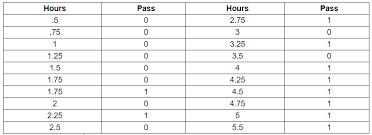 Hours Pass Hours Pass
.5 0 2.75 1
.75 0 3 0
1 0 3.25 1
1.25 0 3.5 0
1.5 0 4 1
1.75 0 4.25 1
1.75 1 4.5 1
2 0 4.75 1
2.25 1 5 1
2.5 0 5.5 1